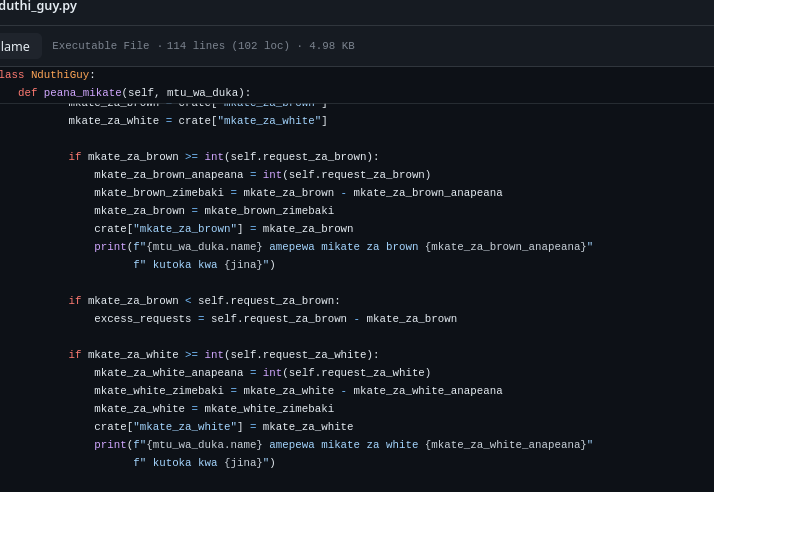 duthi_guy.py
lame Executable File · 114 lines (102 loc) · 4.98 KB
lass NduthiGuy:
def peana_mikate(self, mtu_wa_duka):
mkate_za_brown = crate["mkate_za_brown"]
mkate_za_white = crate["mkate_za_white"]
if mkate_za_brown >= int(self.request_za_brown):
mkate_za_brown_anapeana = int(self.request_za_brown)
mkate_brown_zimebaki = mkate_za_brown - mkate_za_brown_anapeana
mkate_za_brown = mkate_brown_zimebaki
crate["mkate_za_brown"] = mkate_za_brown
print(f"{mtu_wa_duka.name} amepewa mikate za brown {mkate_za_brown_anapeana}"
f" kutoka kwa {jina}")
if mkate_za_brown < self.request_za_brown:
excess_requests = self.request_za_brown - mkate_za_brown
if mkate_za_white >= int(self.request_za_white):
mkate_za_white_anapeana = int(self.request_za_white)
mkate_white_zimebaki = mkate_za_white - mkate_za_white_anapeana
mkate_za_white = mkate_white_zimebaki
crate["mkate_za_white"] = mkate_za_white
print(f"{mtu_wa_duka.name} amepewa mikate za white {mkate_za_white_anapeana}"
f" kutoka kwa {jina}")